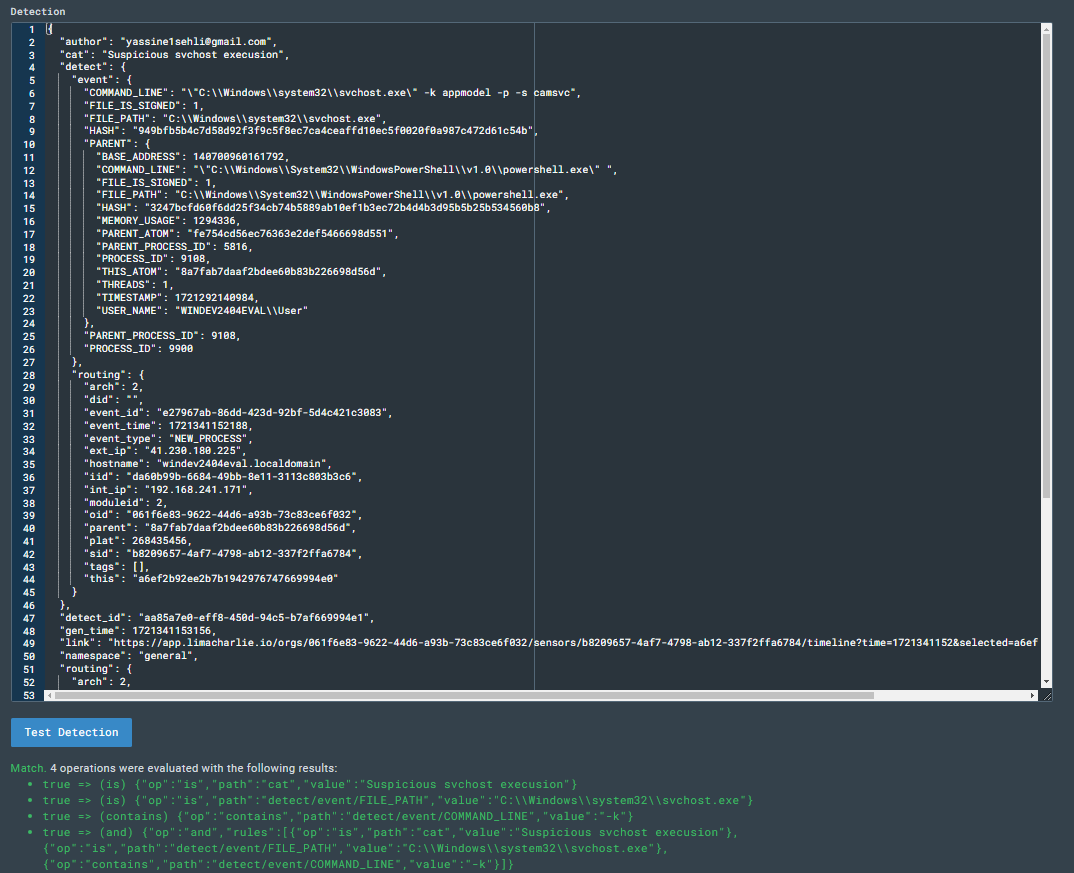 Detection
1 {
2 "author": "yassine1sehli@gmail.com",
3 "cat": "Suspicious svchost execusion",
4 "detect": {
5 "event": {
6 "COMMAND_LINE": "\"C:\\Windows\\system32\\svchost.exe\" -k appmodel -p -s camsvc",
7 "FILE_IS_SIGNED": 1,
8 "FILE_PATH": "C:\\Windows\\system32\\svchost.exe",
9 "HASH": "949bfb5b4c7d58d92f3f9c5f8ec7ca4ceaffd10ec5f0020f0a987c472d61c54b",
10 "PARENT": {
11 "BASE_ADDRESS": 140700960161792,
12 "COMMAND_LINE": "\"C:\\Windows\\System32\\WindowsPowerShell\\v1.0\\powershell.exe\" ",
13 "FILE_IS_SIGNED": 1,
14 "FILE_PATH": "C:\\Windows\\System32\\WindowsPowerShell\\v1.0\\powershell.exe",
15 "HASH": "3247bcfd60f6dd25f34cb74b5889ab10ef1b3ec72b4d4b3d95b5b25b534560b8",
16 "MEMORY_USAGE": 1294336,
17 "PARENT_ATOM": "fe754cd56ec76363e2def5466698d551",
18 "PARENT_PROCESS_ID": 5816,
19 "PROCESS_ID": 9108,
20 "THIS_ATOM": "8a7fab7daaf2bdee60b83b226698d56d",
21 "THREADS": 1,
22 "TIMESTAMP": 1721292140984,
23 "USER_NAME": "WINDEV2404EVAL\\User"
24 },
25 "PARENT_PROCESS_ID": 9108,
26 "PROCESS_ID": 9900
27 },
28 "routing": {
29 "arch": 2,
30 "did": "",
31 "event_id": "e27967ab-86dd-423d-92bf-5d4c421c3083",
32 "event_time": 1721341152188,
33 "event_type": "NEW_PROCESS",
34 "ext_ip": "41.230.180.225",
35 "hostname": "windev2404eval.localdomain",
36 "iid": "da60b99b-6684-49bb-8e11-3113c803b3c6",
37 "int_ip": "192.168.241.171",
38 "moduleid": 2,
39 "oid": "061f6e83-9622-44d6-a93b-73c83ce6f032",
40 "parent": "8a7fab7daaf2bdee60b83b226698d56d",
41 "plat": 268435456,
42 "sid": "b8209657-4af7-4798-ab12-337f2ffa6784",
43 "tags": [],
44 "this": "a6ef2b92ee2b7b1942976747669994e0"
45 }
46 },
47 "detect_id": "aa85a7e0-eff8-450d-94c5-b7af669994e1",
48 "gen_time": 1721341153156,
49 "link": "https://app.limacharlie.io/orgs/061f6e83-9622-44d6-a93b-73c83ce6f032/sensors/b8209657-4af7-4798-ab12-337f2ffa6784/timeline?time=1721341152&selected=a6ef
50 "namespace": "general",
51 "routing": {
52 "arch": 2,
53
Test Detection
Match. 4 operations were evaluated with the following results:
• true => (is) {"op":"is","path":"cat","value":"Suspicious svchost execusion"}
• true => (is) {"op":"is","path":"detect/event/FILE_PATH","value":"C:\\Windows\\system32\\svchost.exe"}
• true => (contains) {"op":"contains","path":"detect/event/COMMAND_LINE","value":"-k"}
• true => (and) {"op":"and","rules":[{"op":"is","path":"cat","value":"Suspicious svchost execusion"},
{"op":"is","path":"detect/event/FILE_PATH","value":"C:\\Windows\\system32\\svchost.exe"},
{"op":"contains","path":"detect/event/COMMAND_LINE","value":"-k"}]}